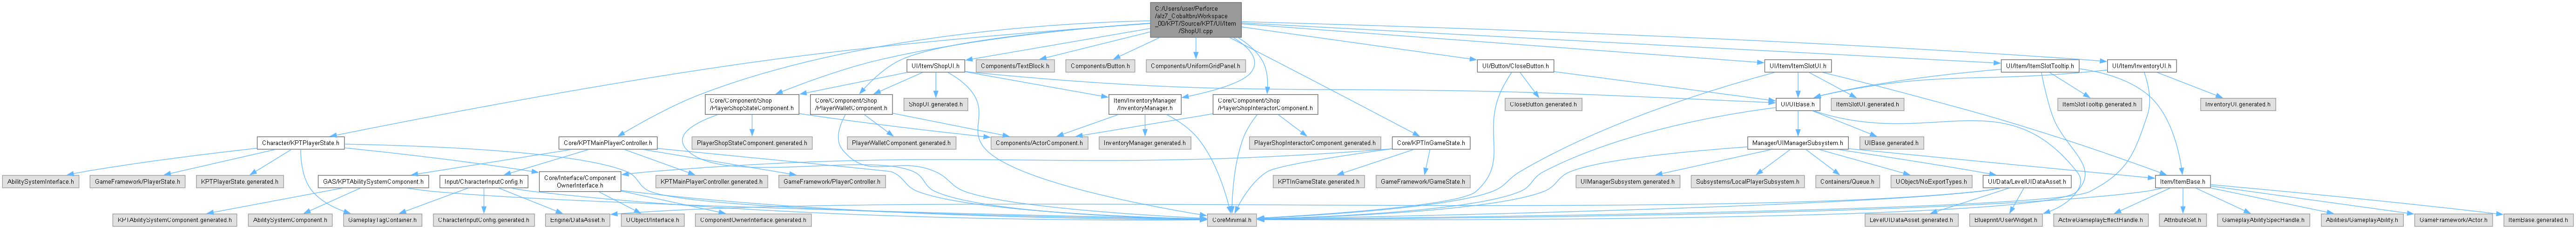 C:/Users/user/Perforce
/alz7_CobaltbruWorkspace
_00/KPT/Source/KPT/UI/Item
/ShopUI.cpp
UI/Item/ShopUI.h
Components/TextBlock.h
Components/Button.h
Components/UniformGridPanel.h
UI/Button/CloseButton.h
UI/Item/ItemSlotUI.h
UI/Item/ItemSlotTooltip.h
UI/Item/InventoryUI.h
Core/Component/Shop
/PlayerShopStateComponent.h
Core/Component/Shop
/PlayerWalletComponent.h
ShopUI.generated.h
Item/InventoryManager
/InventoryManager.h
Core/Component/Shop
/PlayerShopInteractorComponent.h
CloseButton.generated.h
UI/UIBase.h
ItemSlotUI.generated.h
ItemSlotTooltip.generated.h
InventoryUI.generated.h
Character/KPTPlayerState.h
Core/KPTMainPlayerController.h
PlayerShopStateComponent.generated.h
PlayerWalletComponent.generated.h
Components/ActorComponent.h
InventoryManager.generated.h
PlayerShopInteractorComponent.generated.h
Core/KPTInGameState.h
Manager/UIManagerSubsystem.h
UIBase.generated.h
AbilitySystemInterface.h
GameFramework/PlayerState.h
KPTPlayerState.generated.h
GAS/KPTAbilitySystemComponent.h
Input/CharacterInputConfig.h
Core/Interface/Component
OwnerInterface.h
KPTMainPlayerController.generated.h
GameFramework/PlayerController.h
KPTInGameState.generated.h
GameFramework/GameState.h
UIManagerSubsystem.generated.h
Subsystems/LocalPlayerSubsystem.h
Containers/Queue.h
UObject/NoExportTypes.h
UI/Data/LevelUIDataAsset.h
Item/ItemBase.h
KPTAbilitySystemComponent.generated.h
AbilitySystemComponent.h
GameplayTagContainer.h
CharacterInputConfig.generated.h
Engine/DataAsset.h
UObject/Interface.h
ComponentOwnerInterface.generated.h
CoreMinimal.h
LevelUIDataAsset.generated.h
Blueprint/UserWidget.h
ActiveGameplayEffectHandle.h
AttributeSet.h
GameplayAbilitySpecHandle.h
Abilities/GameplayAbility.h
GameFramework/Actor.h
ItemBase.generated.h